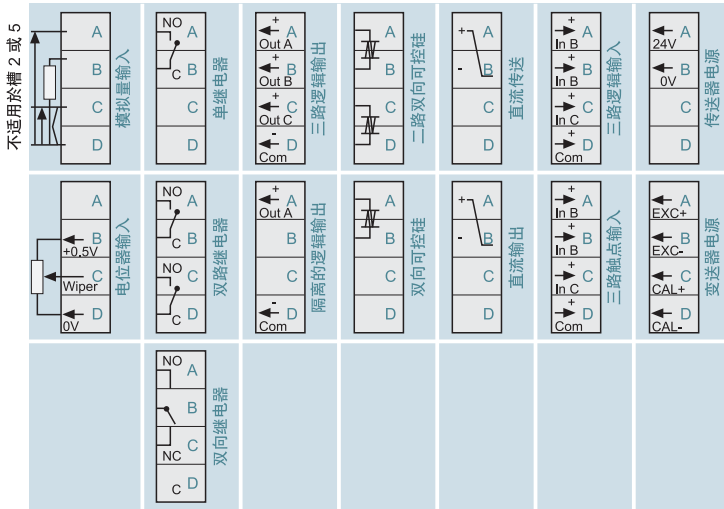 不适用於槽 2 或 5
A
B
C
D
模拟量输入
NO
A
C
B
C
D
单继电器
+
A
Out A
+
B
Out B
+
C
Out C
-
D
Com
三路逻辑输出
A
B
C
D
二路双向可控硅
+
A
-
B
C
D
直流传送
+
A
In B
+
B
In B
+
C
In C
+
D
Com
三路逻辑输入
A
24V
B
0V
C
D
传送器电源
A
B
+0.5V
C
Wiper
D
0V
电位器输入
NO
A
B
C
NO
C
D
C
双路继电器
+
A
Out A
B
C
-
D
Com
隔离的逻辑输出
A
B
C
D
双向可控硅
+
A
-
B
C
D
直流输出
+
A
In B
+
B
In B
+
C
In C
+
D
Com
三路触点输入
A
EXC+
B
EXC-
C
CAL+
D
CAL-
变送器电源
NO
A
B
C
NC
D
C
双向继电器